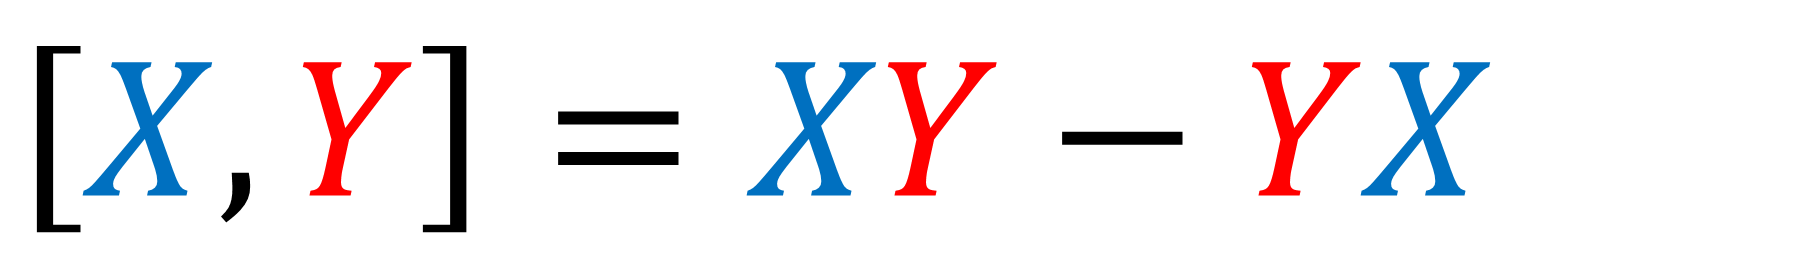 [X, Y] = XY − YX